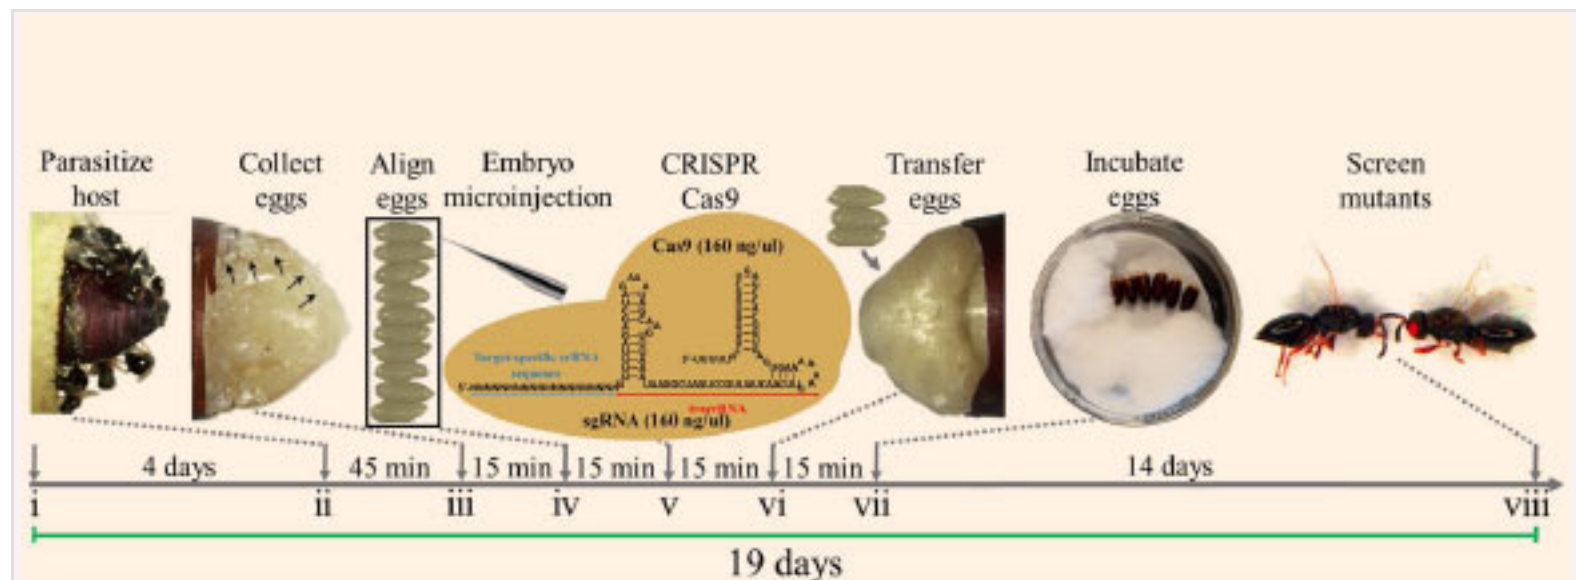 Parasitize
host
Collect
eggs
Align
eggs
Embryo
microinjection
CRISPR
Cas9
Transfer
eggs
Incubate
eggs
Screen
mutants
Cas9 (160 ng/ul)
sequence
sgRNA (160 ng/ul)
4 days
45 min
15 min
15 min
15 min
15 min
14 days
i
ii
iii
iv
v
vi
vii
viii
19 days